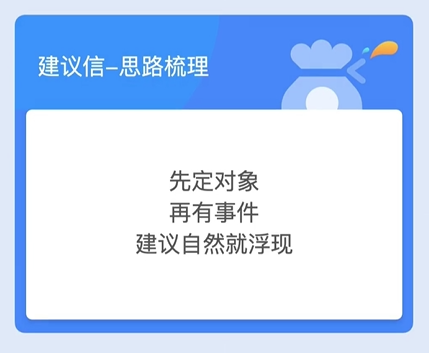 建议信–思路梳理
先定对象
再有事件
建议自然就浮现